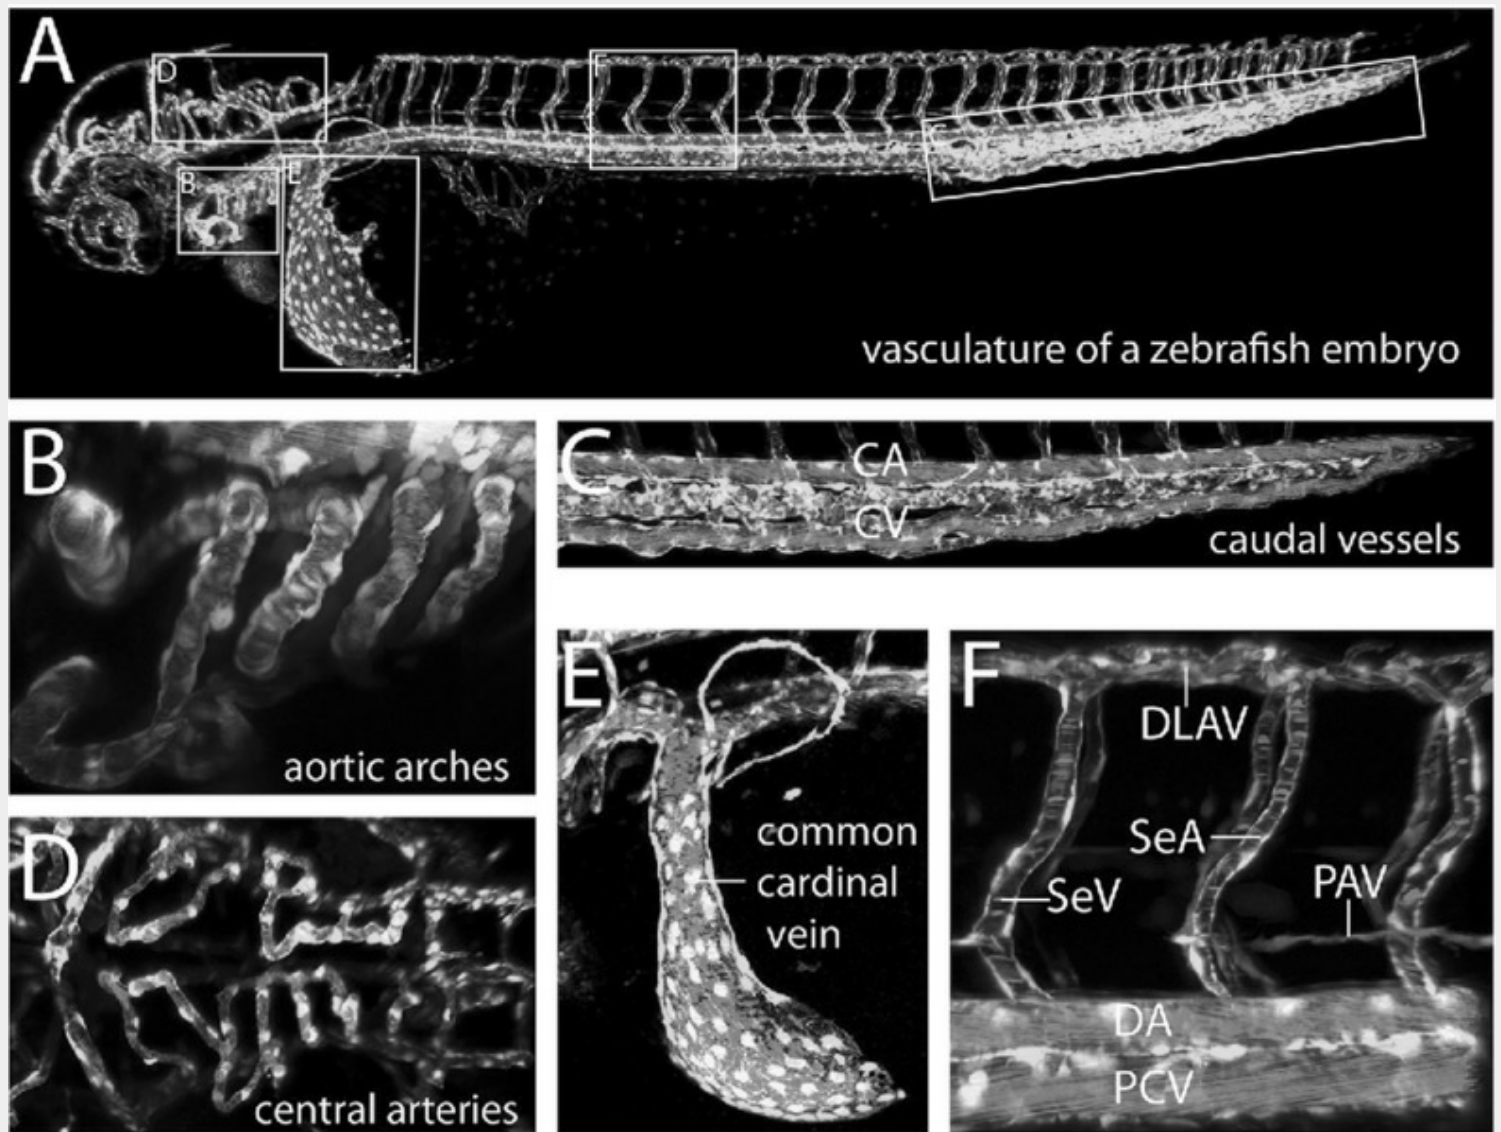 A
D
F
C
B
E
vasculature of a zebrafish embryo
B
aortic arches
C
CA
CV
caudal vessels
D
central arteries
E
common
cardinal
vein
F
DLAV
SeA
SeV
PAV
DA
PCV